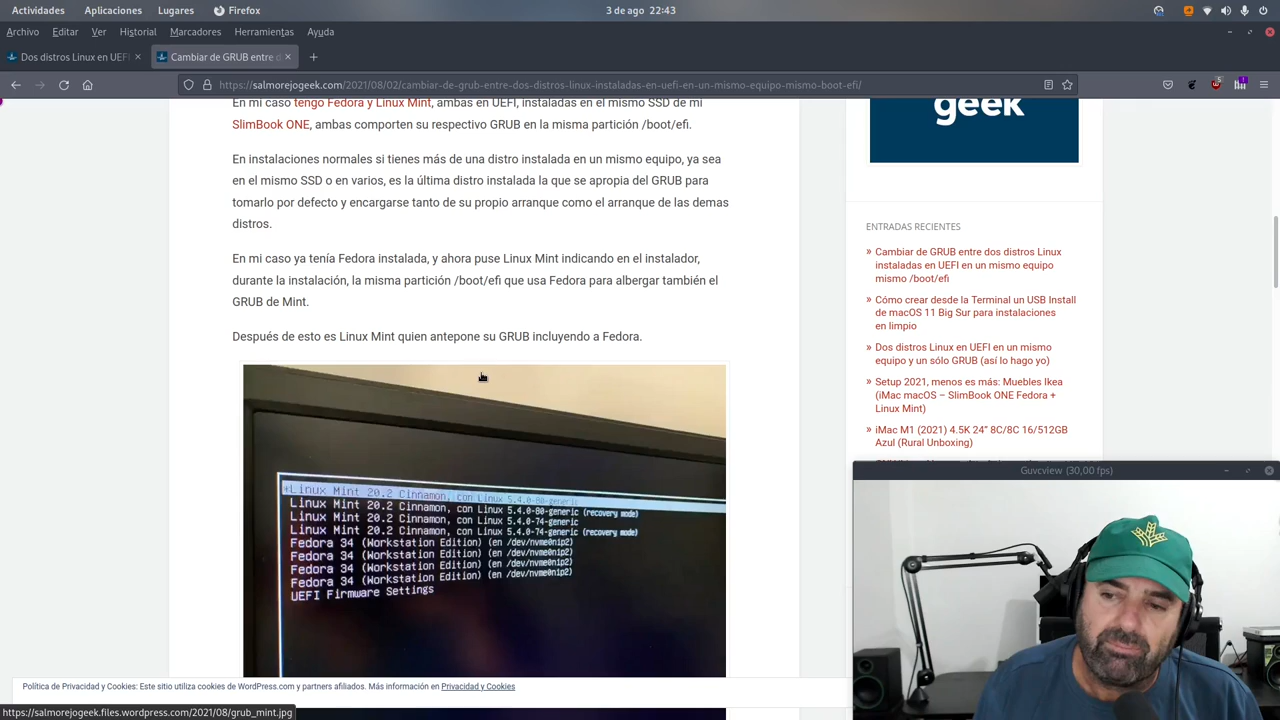 Actividades Aplicaciones 3 de dic 22:43
Archivo Editar Ver Historial Marcadores Herramientas Ayuda
Dos distros Linux en UEFI
Cambiar de GRUB entre d
https://salmorejogeek.com/2021/08/02/cambiar-de-grub-entre-dos-distros-linux-instaladas-en-uefi-en-un-mismo-equipo-mismo-boot-efi/
En mi caso tengo Fedora y Linux Mint, ambas en UEFI, instaladas en el mismo SSD de mi
SlimBook ONE, ambas comporten su respectivo GRUB en la misma partición /boot/efi.
En instalaciones normales si tienes más de una distro instalada en un mismo equipo, ya sea
en el mismo SSD o en varios, es la última distro instalada la que se apropia del GRUB para
tomarlo por defecto y encargarse tanto de su propio arranque como el arranque de las demas
distros.
En mi caso ya tenía Fedora instalada, y ahora puse Linux Mint indicando en el instalador,
durante la instalación, la misma partición /boot/efi que usa Fedora para albergar también el
GRUB de Mint.
Después de esto es Linux Mint quien antepone su GRUB incluyendo a Fedora.
*Linux Mint 20.2 Cinnamon, con Linux 5.4.0-80-generic
Linux Mint 20.2 Cinnamon, con Linux 5.4.0-80-generic (recovery mode)
Linux Mint 20.2 Cinnamon, con Linux 5.4.0-74-generic
Linux Mint 20.2 Cinnamon, con Linux 5.4.0-74-generic (recovery mode)
Fedora 34 (Workstation Edition) (en /dev/nvme0n1p2)
Fedora 34 (Workstation Edition) (en /dev/nvme0n1p2)
Fedora 34 (Workstation Edition) (en /dev/nvme0n1p2)
Fedora 34 (Workstation Edition) (en /dev/nvme0n1p2)
UEFI Firmware Settings
geek
ENTRADAS RECIENTES
» Cambiar de GRUB entre dos distros Linux
instaladas en UEFI en un mismo equipo
mismo /boot/efi
» Cómo crear desde la Terminal un USB Install
de macOS 11 Big Sur para instalaciones
en limpio
» Dos distros Linux en UEFI en un mismo
equipo y un sólo GRUB (así lo hago yo)
» Setup 2021, menos es más: Muebles Ikea
(iMac macOS – SlimBook ONE Fedora +
Linux Mint)
» iMac M1 (2021) 4.5K 24” 8C/8C 16/512GB
Azul (Rural Unboxing)
Guvcview (30,00 fps)
Política de Privacidad y Cookies: Este sitio utiliza cookies de WordPress.com y partners afiliados. Más información en Privacidad y Cookies
https://salmorejogeek.files.wordpress.com/2021/08/grub_mint.jpg